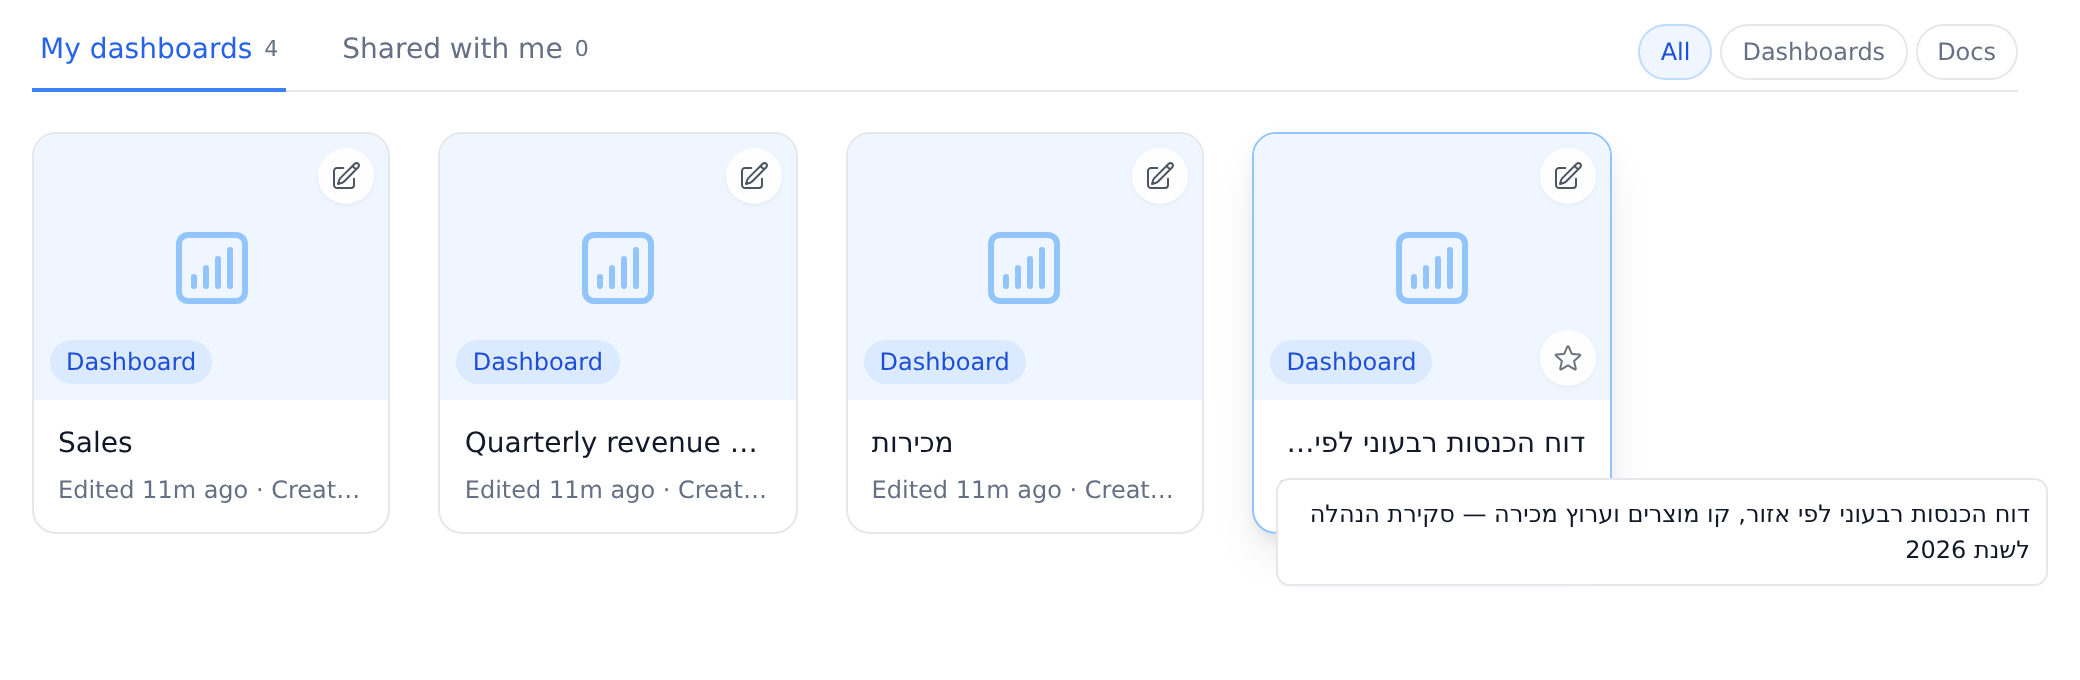 My dashboards 4
Shared with me 0
All
Dashboards
Docs
Dashboard
Sales
Edited 11m ago · Creat...
Dashboard
Quarterly revenue ...
Edited 11m ago · Creat...
Dashboard
מכירות
Edited 11m ago · Creat...
Dashboard
דוח הכנסות רבעוני לפי...
דוח הכנסות רבעוני לפי אזור, קו מוצרים וערוץ מכירה — סקירת הנהלה
לשנת 2026